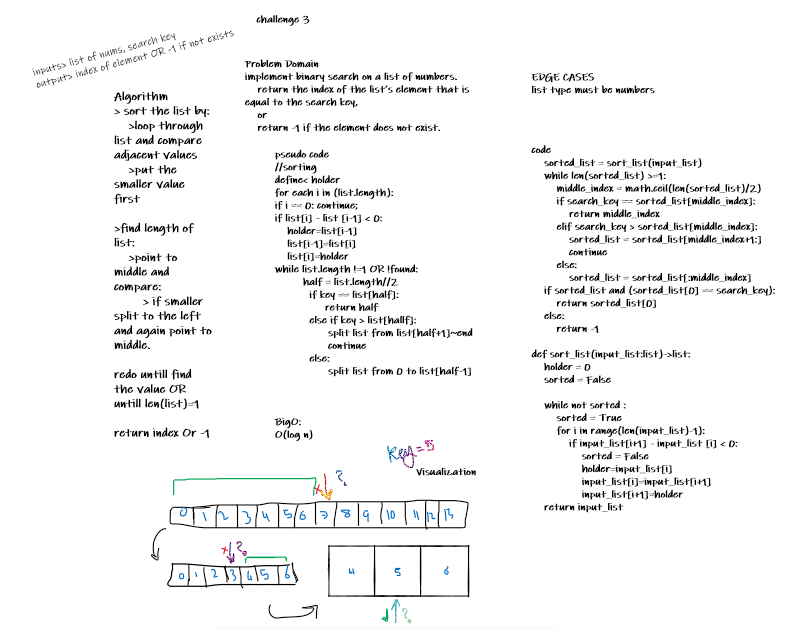 challenge 3
inputs> list of nums, search key
output> index of element OR -1 if not exists
Algorithm
> sort the list by:
>loop through
list and compare
adjacent values
>put the
smaller value
first
>find length of
list:
>point to
middle and
compare:
> if smaller
split to the left
and again point to
middle.
redo untill find
the value OR
untill len(list)=1
return index Or -1
Problem Domain
implement binary search on a list of numbers.
return the index of the list's element that is
equal to the search key,
or
return -1 if the element does not exist.
pseudo code
//sorting
define< holder
for each i in (list.length):
if i == 0: continue;
if list[i] - list [i-1] < 0:
holder=list[i-1]
list[i-1]=list[i]
list[i]=holder
while list.length !=1 OR !found:
half = list.length//2
if key == list[half]:
return half
else if key > list[hallf]:
split list from list[half+1]~end
continue
else:
split list from 0 to list[half-1]
BigO:
O(log n)
EDGE CASES
list type must be numbers
code
sorted_list = sort_list(input_list)
while len(sorted_list) >=1:
middle_index = math.ceil(len(sorted_list)/2)
if search_key == sorted_list[middle_index]:
return middle_index
elif search_key > sorted_list[middle_index]:
sorted_list = sorted_list[middle_index+1:]
continue
else:
sorted_list = sorted_list[:middle_index]
if sorted_list and (sorted_list[0] == search_key):
return sorted_list[0]
else:
return -1
def sort_list(input_list:list)->list:
holder = 0
sorted = False
while not sorted :
sorted = True
for i in range(len(input_list)-1):
if input_list[i+1] - input_list [i] < 0:
sorted = False
holder=input_list[i]
input_list[i]=input_list[i+1]
input_list[i+1]=holder
return input_list
Key=5
Visualization
x ?
0 1 2 3 4 5 6 7 8 9 10 11 12 13
x ?
0 1 2 3 4 5 6
4 5 6
?